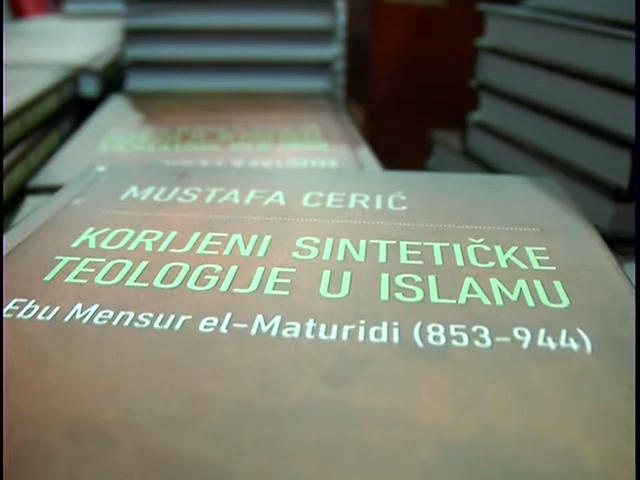 MUSTAFA CERIĆ
KORIJENI SINTETIČKE
TEOLOGIJE U ISLAMU
Ebu Mensur el-Maturidi (853-944)